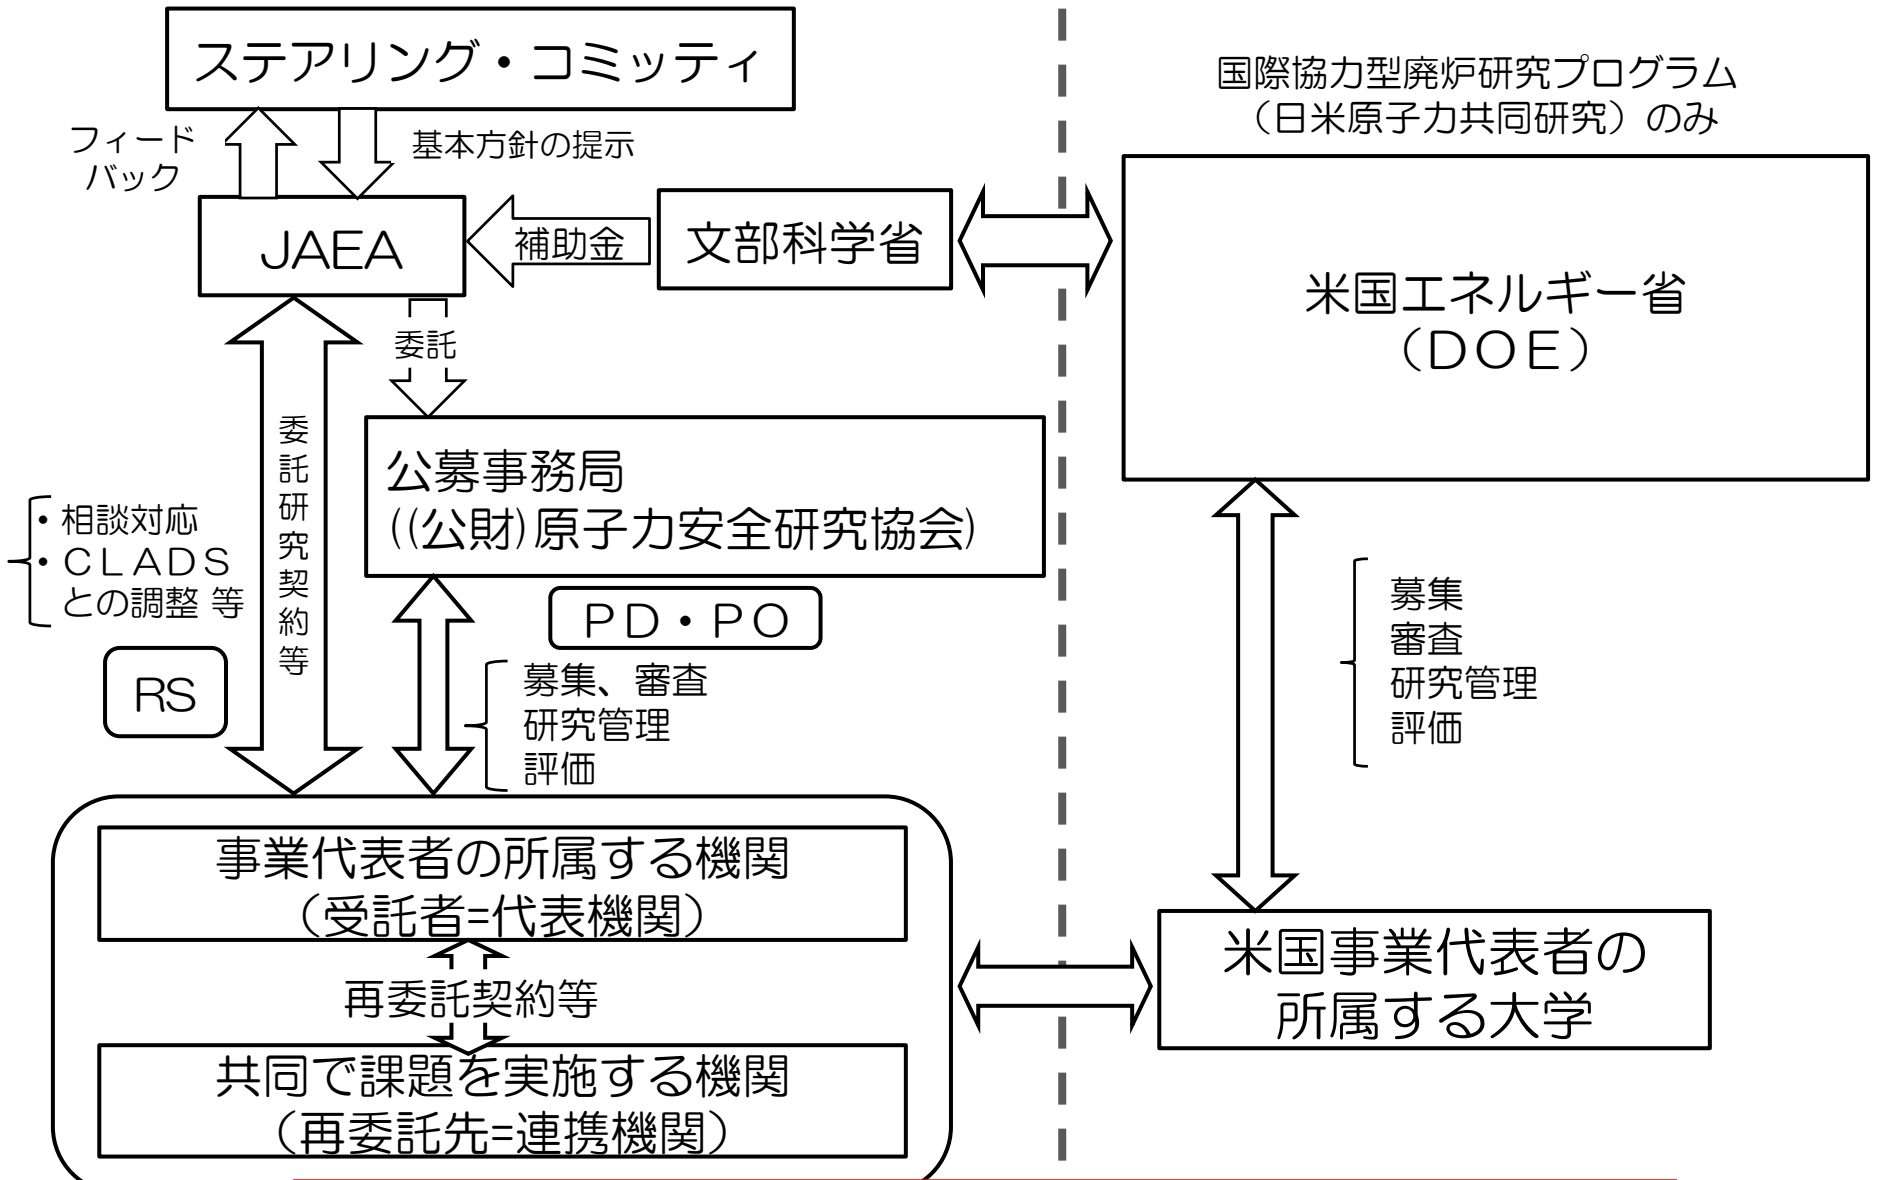 ステアリング・コミッティ
フィード
バック
基本方針の提示
JAEA
補助金
文部科学省
委託
委託研究契約等
・相談対応
・ＣＬＡＤＳ
との調整 等
RS
公募事務局
((公財)原子力安全研究協会)
ＰＤ・ＰＯ
募集、審査
研究管理
評価
事業代表者の所属する機関
（受託者=代表機関）
再委託契約等
共同で課題を実施する機関
（再委託先=連携機関）
国際協力型廃炉研究プログラム
（日米原子力共同研究）のみ
米国エネルギー省
（ＤＯＥ）
募集
審査
研究管理
評価
米国事業代表者の
所属する大学